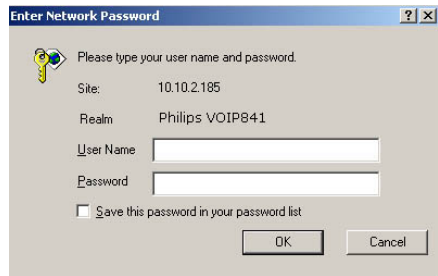 Enter Network Password
Please type your user name and password.
Site: 10.10.2.185
Realm Philips VOIP841
User Name
Password
Save this password in your password list
OK Cancel